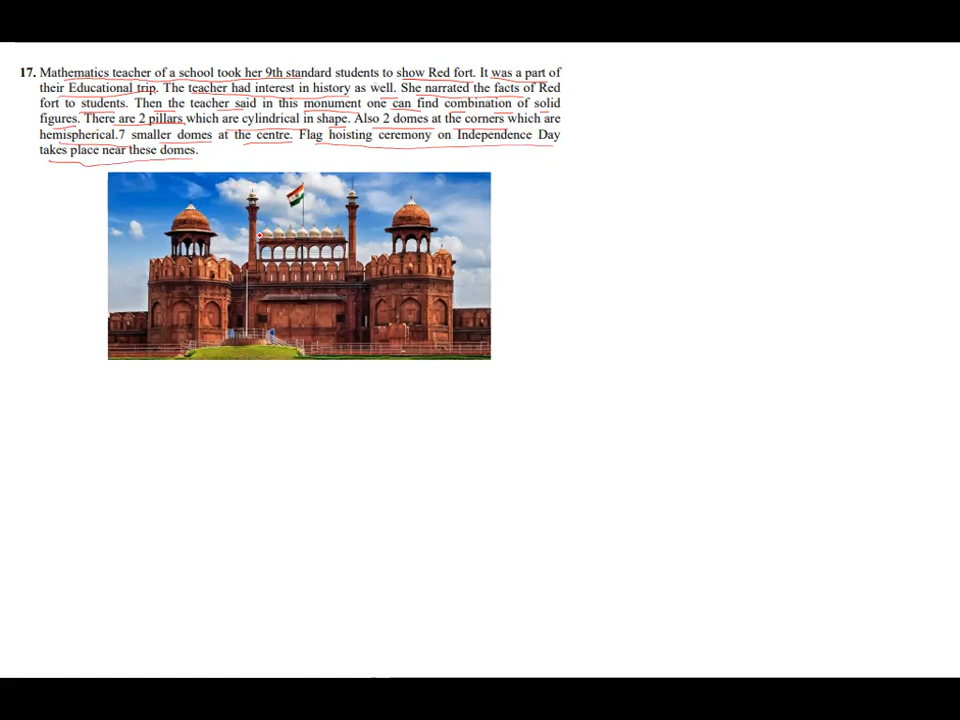 17. Mathematics teacher of a school took her 9th standard students to show Red fort. It was a part of
their Educational trip. The teacher had interest in history as well. She narrated the facts of Red
fort to students. Then the teacher said in this monument one can find combination of solid
figures. There are 2 pillars which are cylindrical in shape. Also 2 domes at the corners which are
hemispherical.7 smaller domes at the centre. Flag hoisting ceremony on Independence Day
takes place near these domes.